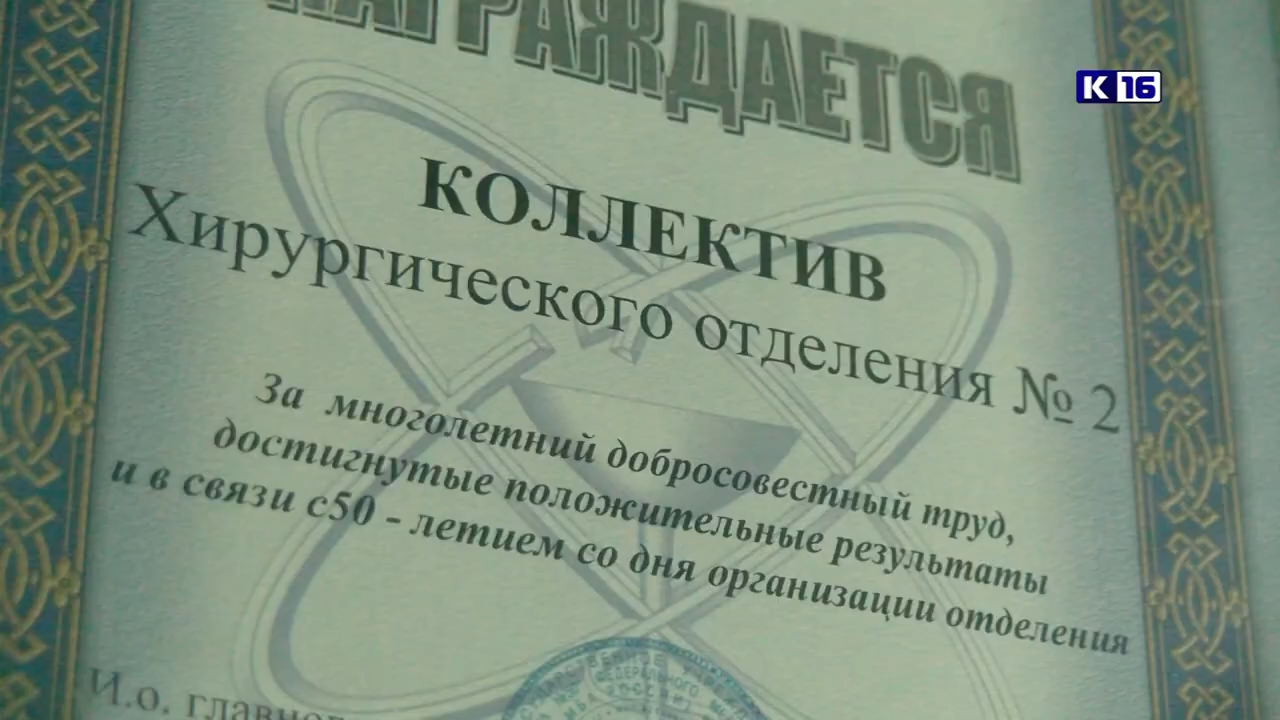 НАГРАЖДАЕТСЯ
К 16
КОЛЛЕКТИВ
Хирургического отделения № 2
За многолетний добросовестный труд,
достигнутые положительные результаты
и в связи с50 - летием со дня организации отделения
И.о.